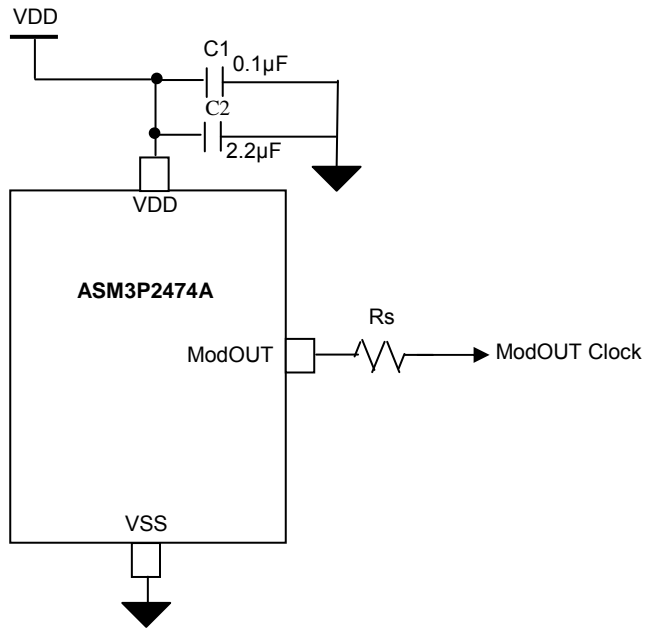 VDD
C1
0.1µF
C2
2.2µF
VDD
ASM3P2474A
Rs
ModOUT
ModOUT Clock
VSS